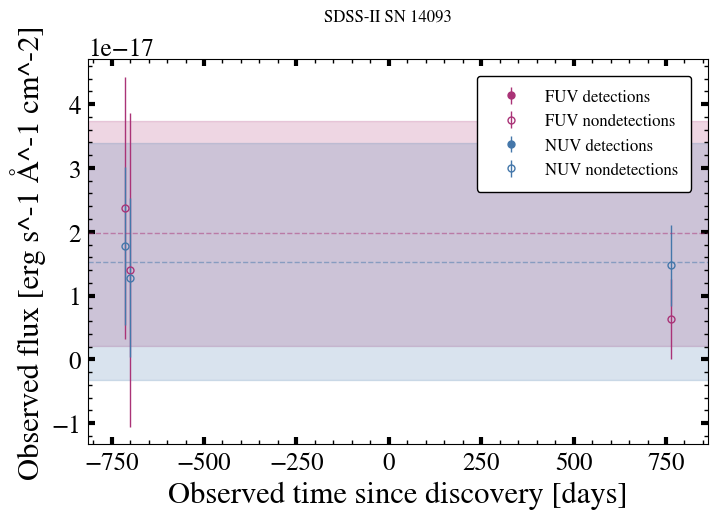 SDSS-II SN 14093
1e−17
Observed flux [erg s^-1 Å^-1 cm^-2]
4
3
2
1
0
−1
FUV detections
FUV nondetections
NUV detections
NUV nondetections
−750 −500 −250 0 250 500 750
Observed time since discovery [days]